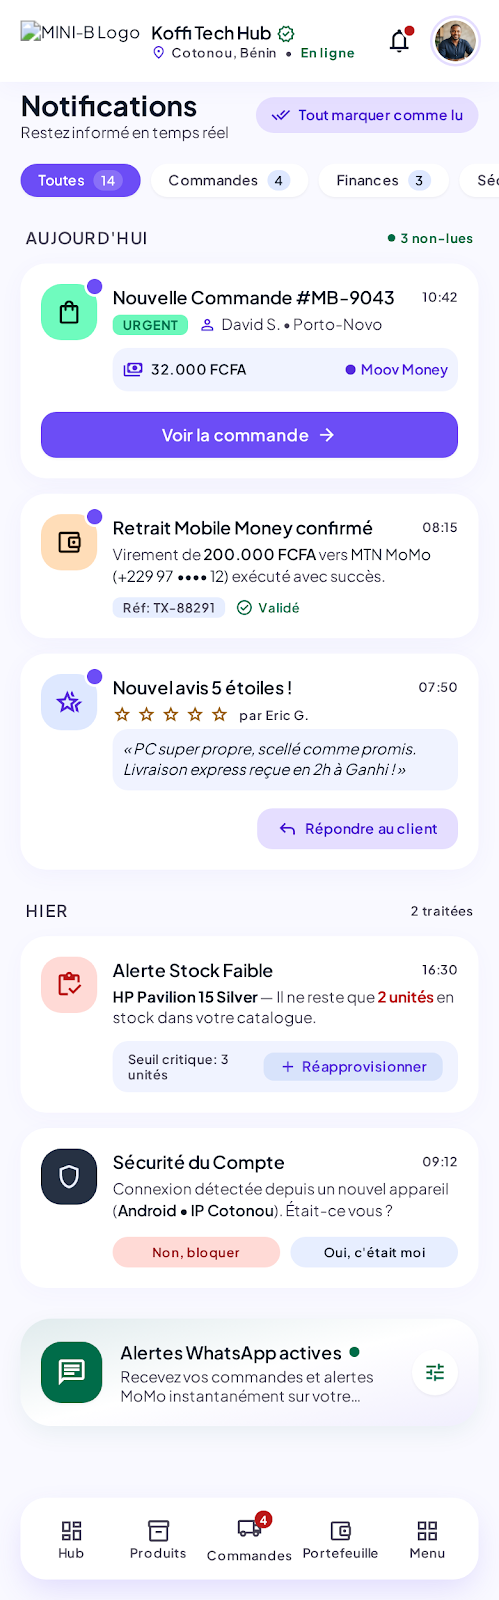 MINI-B Logo
Koffi Tech Hub
Cotonou, Bénin • En ligne
Notifications
Restez informé en temps réel
Tout marquer comme lu
Toutes 14
Commandes 4
Finances 3
Séc
AUJOURD'HUI
3 non-lues
Nouvelle Commande #MB-9043
10:42
URGENT
David S. • Porto-Novo
32.000 FCFA
Moov Money
Voir la commande
Retrait Mobile Money confirmé
08:15
Virement de 200.000 FCFA vers MTN MoMo
(+229 97 •••• 12) exécuté avec succès.
Réf: TX-88291
Validé
Nouvel avis 5 étoiles !
07:50
par Eric G.
« PC super propre, scellé comme promis.
Livraison express reçue en 2h à Ganhi ! »
Répondre au client
HIER
2 traitées
Alerte Stock Faible
16:30
HP Pavilion 15 Silver — Il ne reste que 2 unités en
stock dans votre catalogue.
Seuil critique: 3
unités
+ Réapprovisionner
Sécurité du Compte
09:12
Connexion détectée depuis un nouvel appareil
(Android • IP Cotonou). Était-ce vous ?
Non, bloquer
Oui, c'était moi
Alertes WhatsApp actives
Recevez vos commandes et alertes
MoMo instantanément sur votre...
4
Hub
Produits
Commandes
Portefeuille
Menu